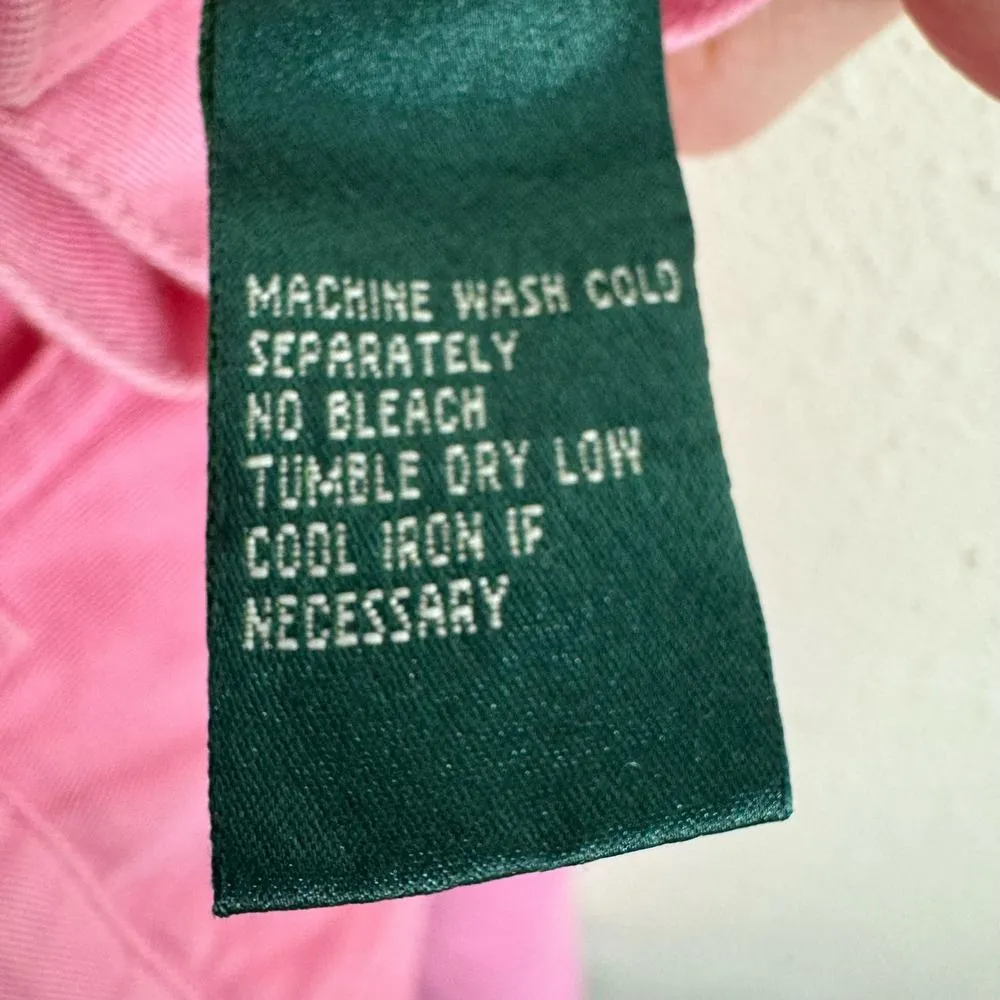 MACHINE WASH COLD
SEPARATELY
NO BLEACH
TUMBLE DRY LOW
COOL IRON IF
NECESSARY